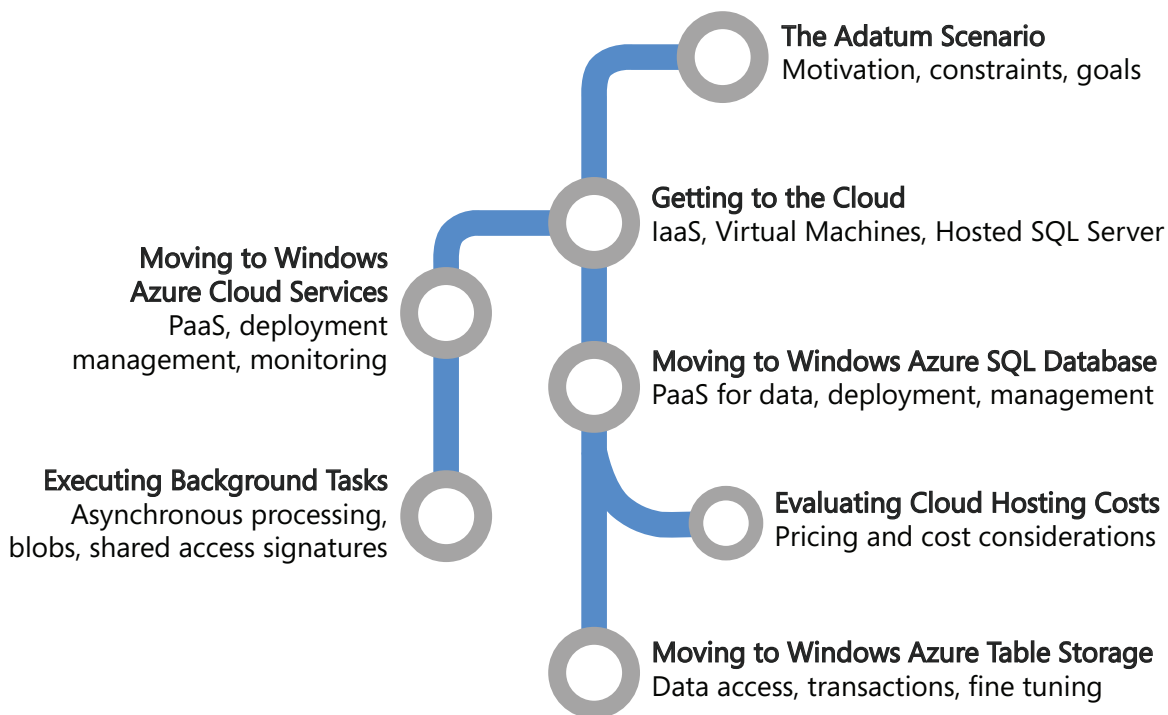 The Adatum Scenario
Motivation, constraints, goals
Getting to the Cloud
IaaS, Virtual Machines, Hosted SQL Server
Moving to Windows
Azure Cloud Services
PaaS, deployment
management, monitoring
Moving to Windows Azure SQL Database
PaaS for data, deployment, management
Executing Background Tasks
Asynchronous processing,
blobs, shared access signatures
Evaluating Cloud Hosting Costs
Pricing and cost considerations
Moving to Windows Azure Table Storage
Data access, transactions, fine tuning